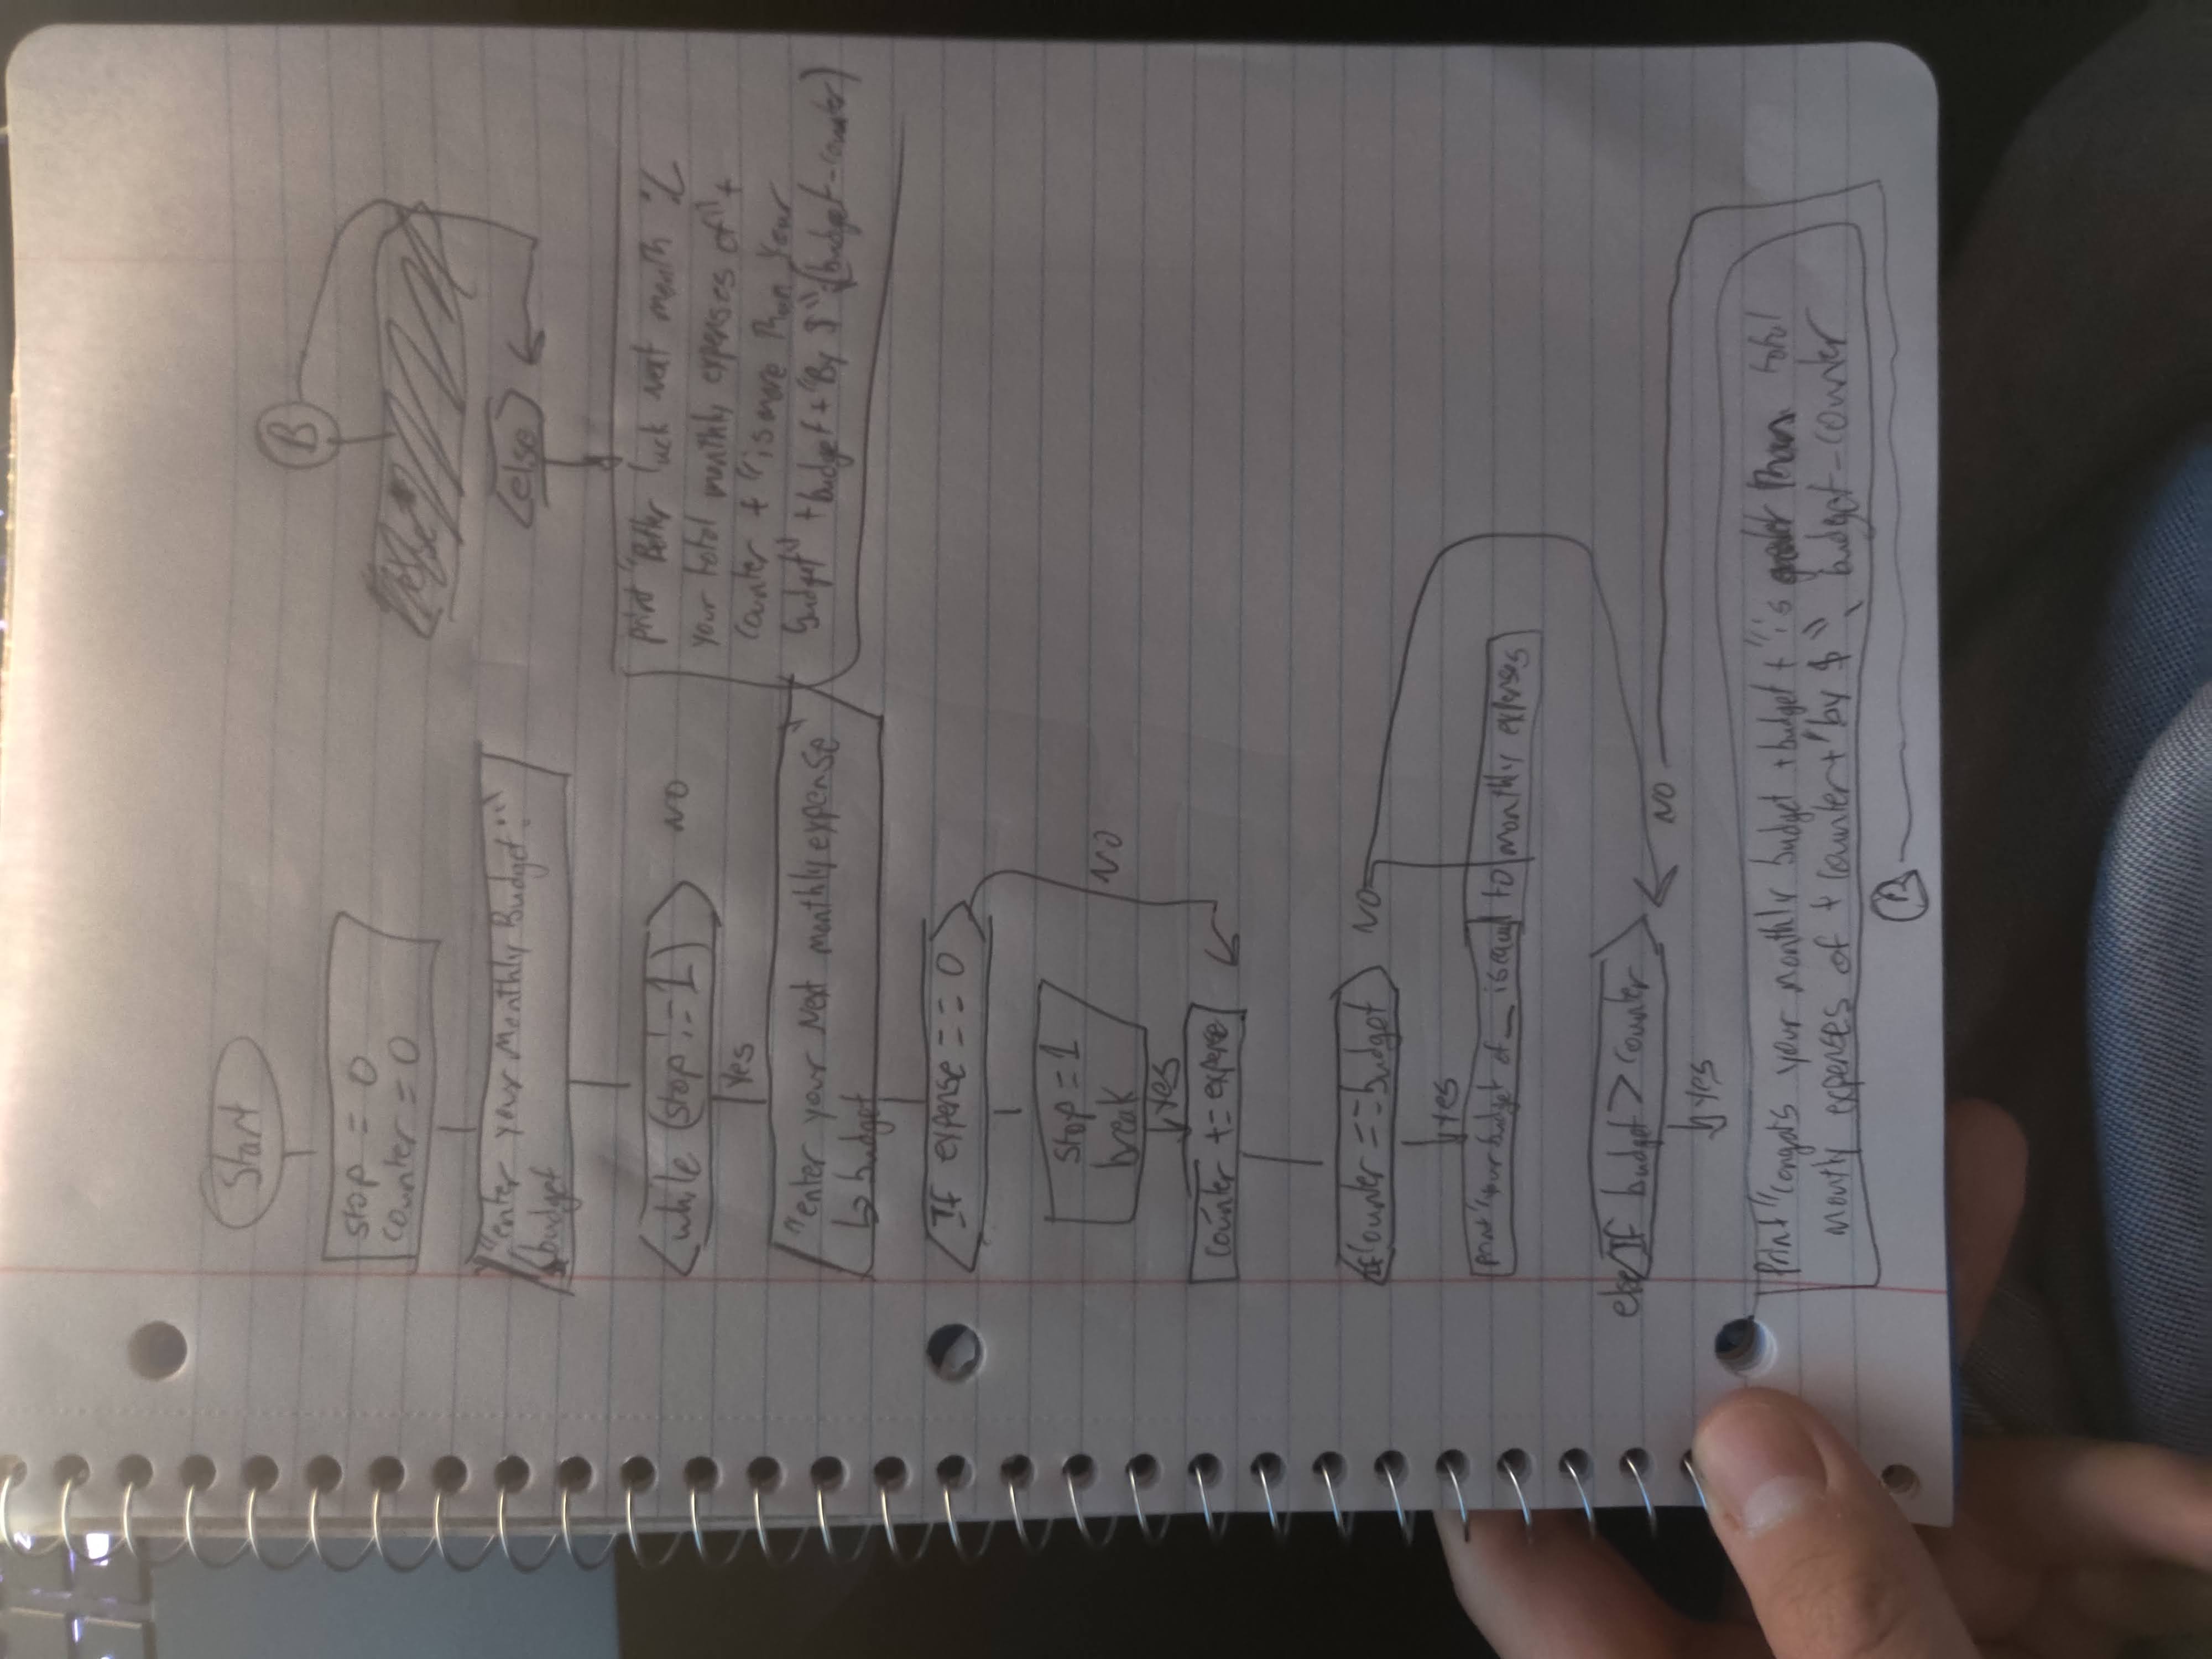 Start
stop = 0
counter = 0
"enter your Monthly Budget:"
budget
while (stop != 1)
NO
Yes
"enter your Next monthly expense"
↳ budget
If expense == 0
stop = 1
break
NO
Yes
counter += expense
If counter == budget
NO
Yes
print "your budget of __ is equal to monthly expenses
else If budget > counter
NO
Yes
print "congats your monthly budget +budget + "is greater than total
montly expenses of + counter + "by $", budget-counter
B
B
else
print "Better luck next month :(
your total monthly expenses of" +
counter + "is more than your
budget" + budget + "By $", (budget-counter)